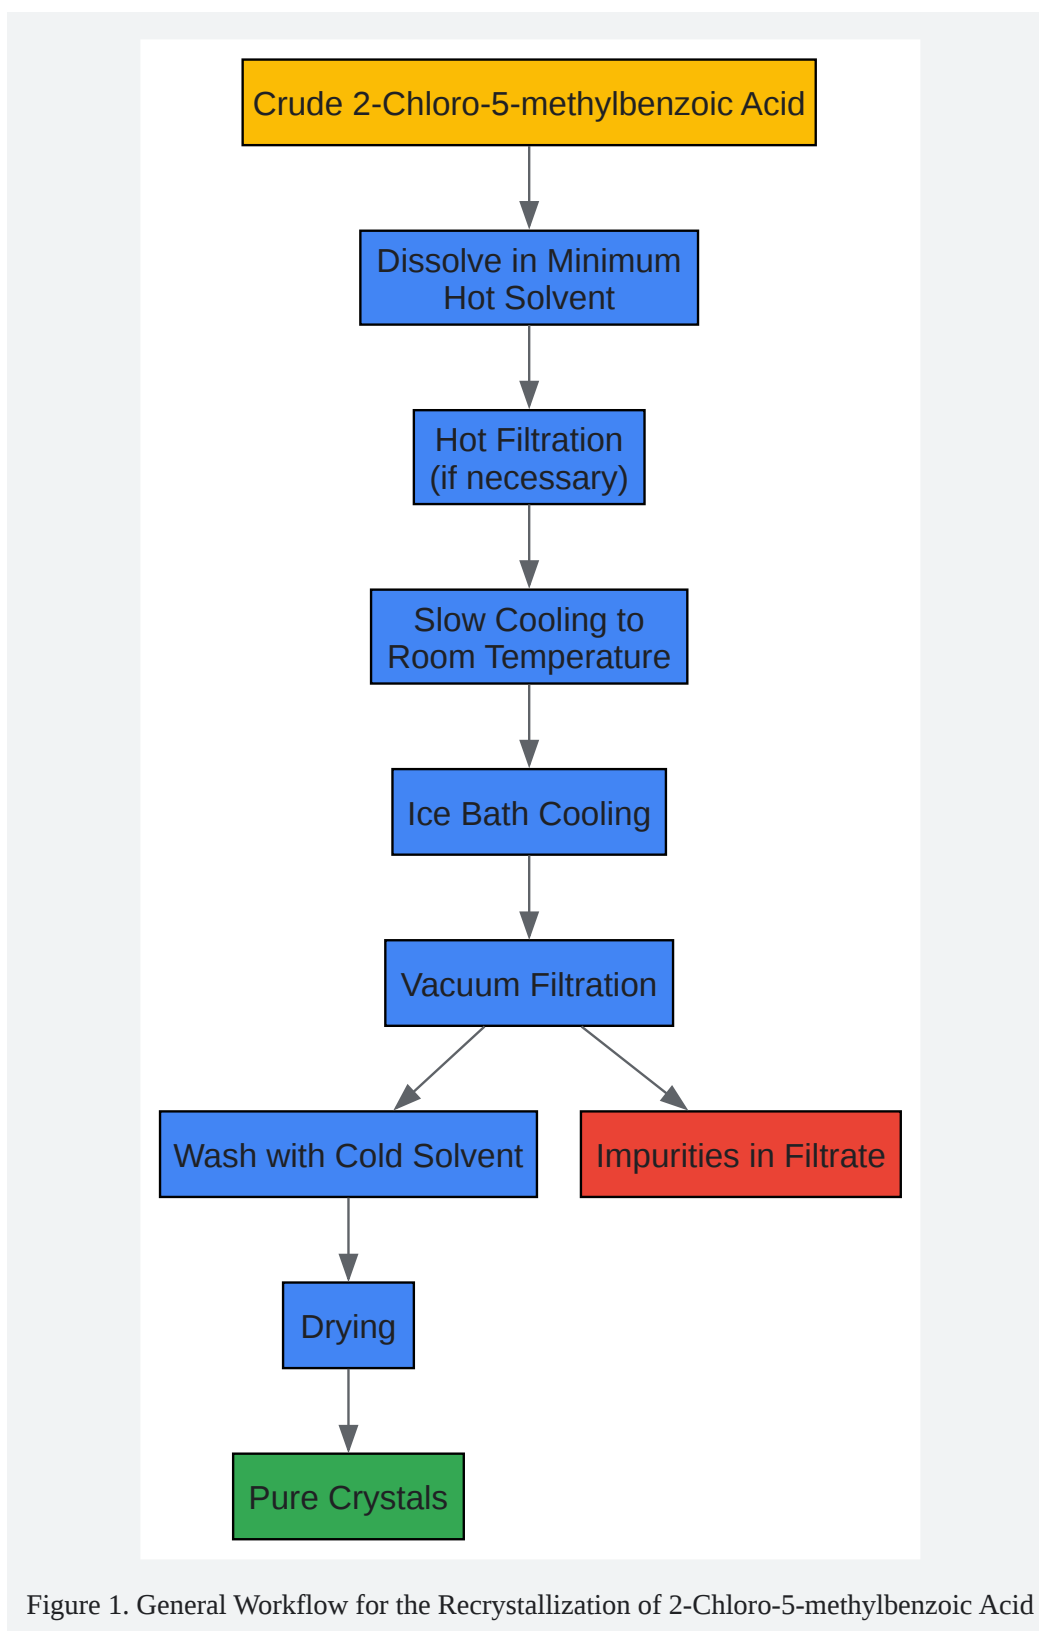 Crude 2-Chloro-5-methylbenzoic Acid
Dissolve in Minimum
Hot Solvent
Hot Filtration
(if necessary)
Slow Cooling to
Room Temperature
Ice Bath Cooling
Vacuum Filtration
Wash with Cold Solvent
Impurities in Filtrate
Drying
Pure Crystals
Figure 1. General Workflow for the Recrystallization of 2-Chloro-5-methylbenzoic Acid